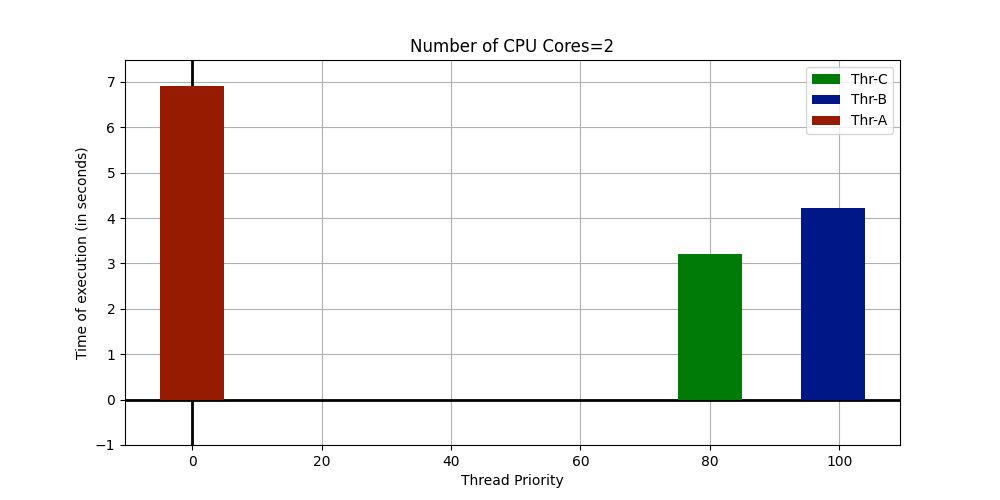 Number of CPU Cores=2
7
6
5
4
3
2
1
0
−1
Time of execution (in seconds)
Thr-C
Thr-B
Thr-A
0 20 40 60 80 100
Thread Priority